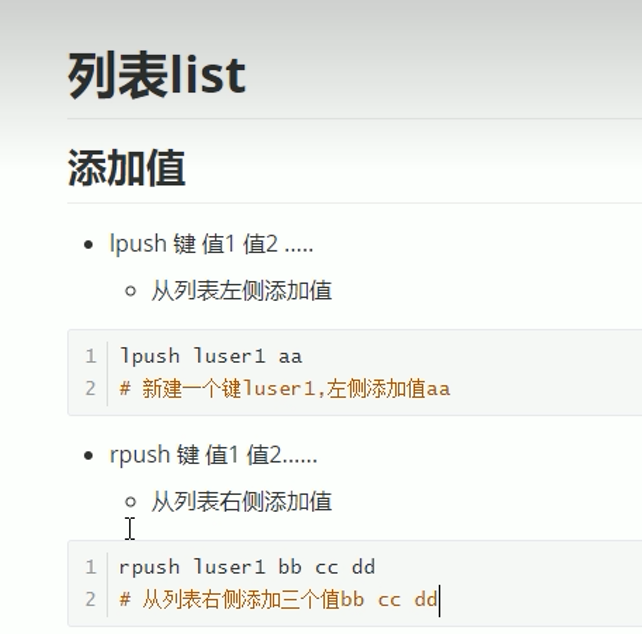 列表list
添加值
lpush 键 值1 值2 .....
从列表左侧添加值
1 lpush luser1 aa
2 # 新建一个键luser1,左侧添加值aa
rpush 键 值1 值2......
从列表右侧添加值
1 rpush luser1 bb cc dd
2 # 从列表右侧添加三个值bb cc dd